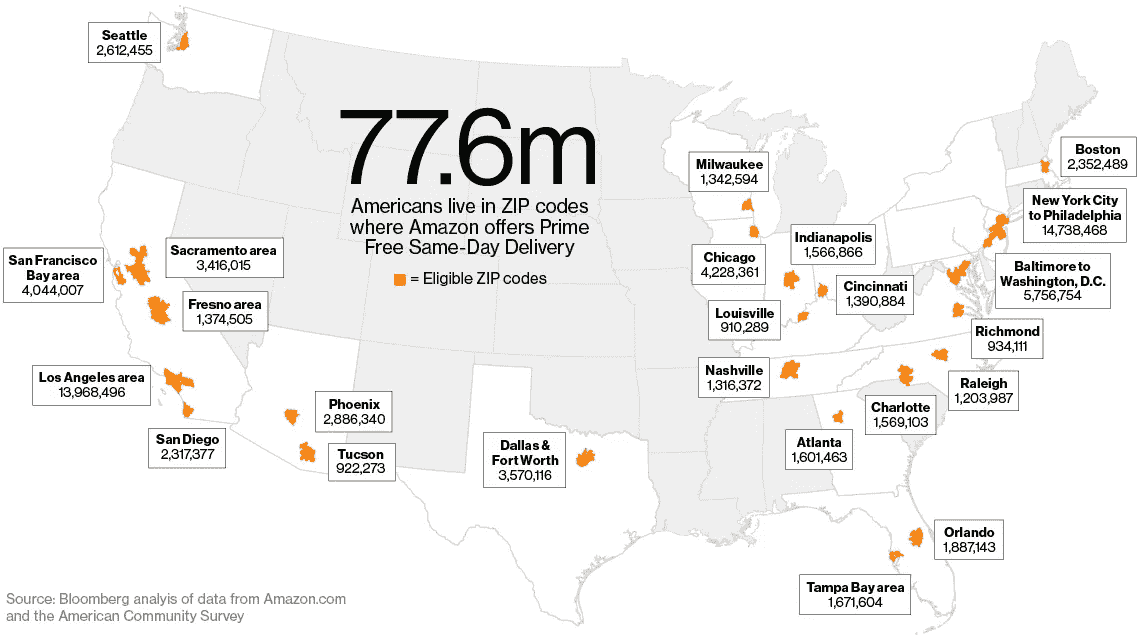 Seattle
2,612,455
77.6m
Americans live in ZIP codes
where Amazon offers Prime
Free Same-Day Delivery
= Eligible ZIP codes
Milwaukee
1,342,594
Boston
2,352,489
New York City
to Philadelphia
14,738,468
San Francisco
Bay area
4,044,007
Sacramento area
3,416,015
Chicago
4,228,361
Indianapolis
1,566,866
Baltimore to
Washington, D.C.
5,756,754
Fresno area
1,374,505
Louisville
910,289
Cincinnati
1,390,884
Richmond
934,111
Los Angeles area
13,968,496
Nashville
1,316,372
Raleigh
1,203,987
San Diego
2,317,377
Phoenix
2,886,340
Tucson
922,273
Dallas &
Fort Worth
3,570,116
Charlotte
1,569,103
Atlanta
1,601,463
Orlando
1,887,143
Tampa Bay area
1,671,604
Source: Bloomberg analyis of data from Amazon.com
and the American Community Survey